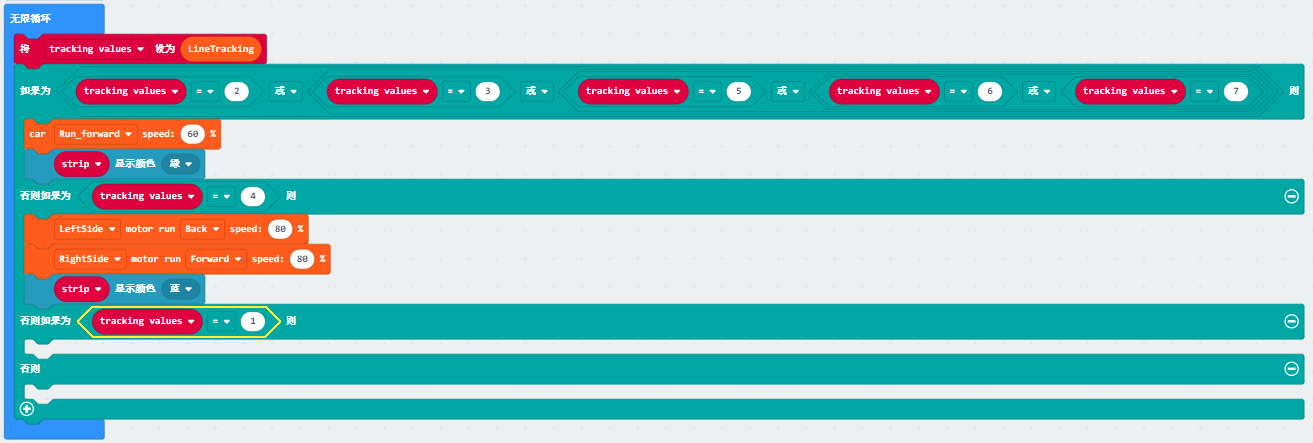 无限循环
将 tracking values 设为 LineTracking
如果为 tracking values = 2 或 tracking values = 3 或 tracking values = 5 或 tracking values = 6 或 tracking values = 7 则
car Run_forward speed: 60 %
strip 显示颜色 绿
否则如果为 tracking values = 4 则
LeftSide motor run Back speed: 80 %
RightSide motor run Forward speed: 80 %
strip 显示颜色 蓝
否则如果为 tracking values = 1 则
否则